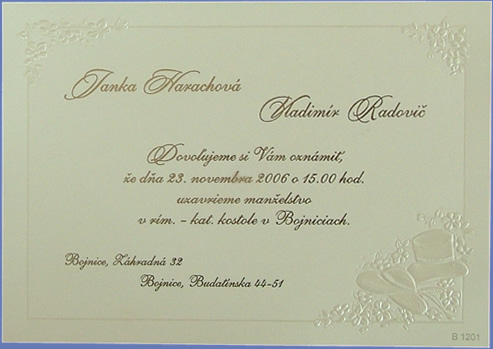 Janka Harachová
Vladimír Radovič
Dovoľujeme si Vám oznámiť,
že dňa 23. novembra 2006 o 15.00 hod.
uzavrieme manželstvo
v rím. - kat. kostole v Bojniciach.
Bojnice, Záhradná 32
Bojnice, Budatínska 44-51
B 1201